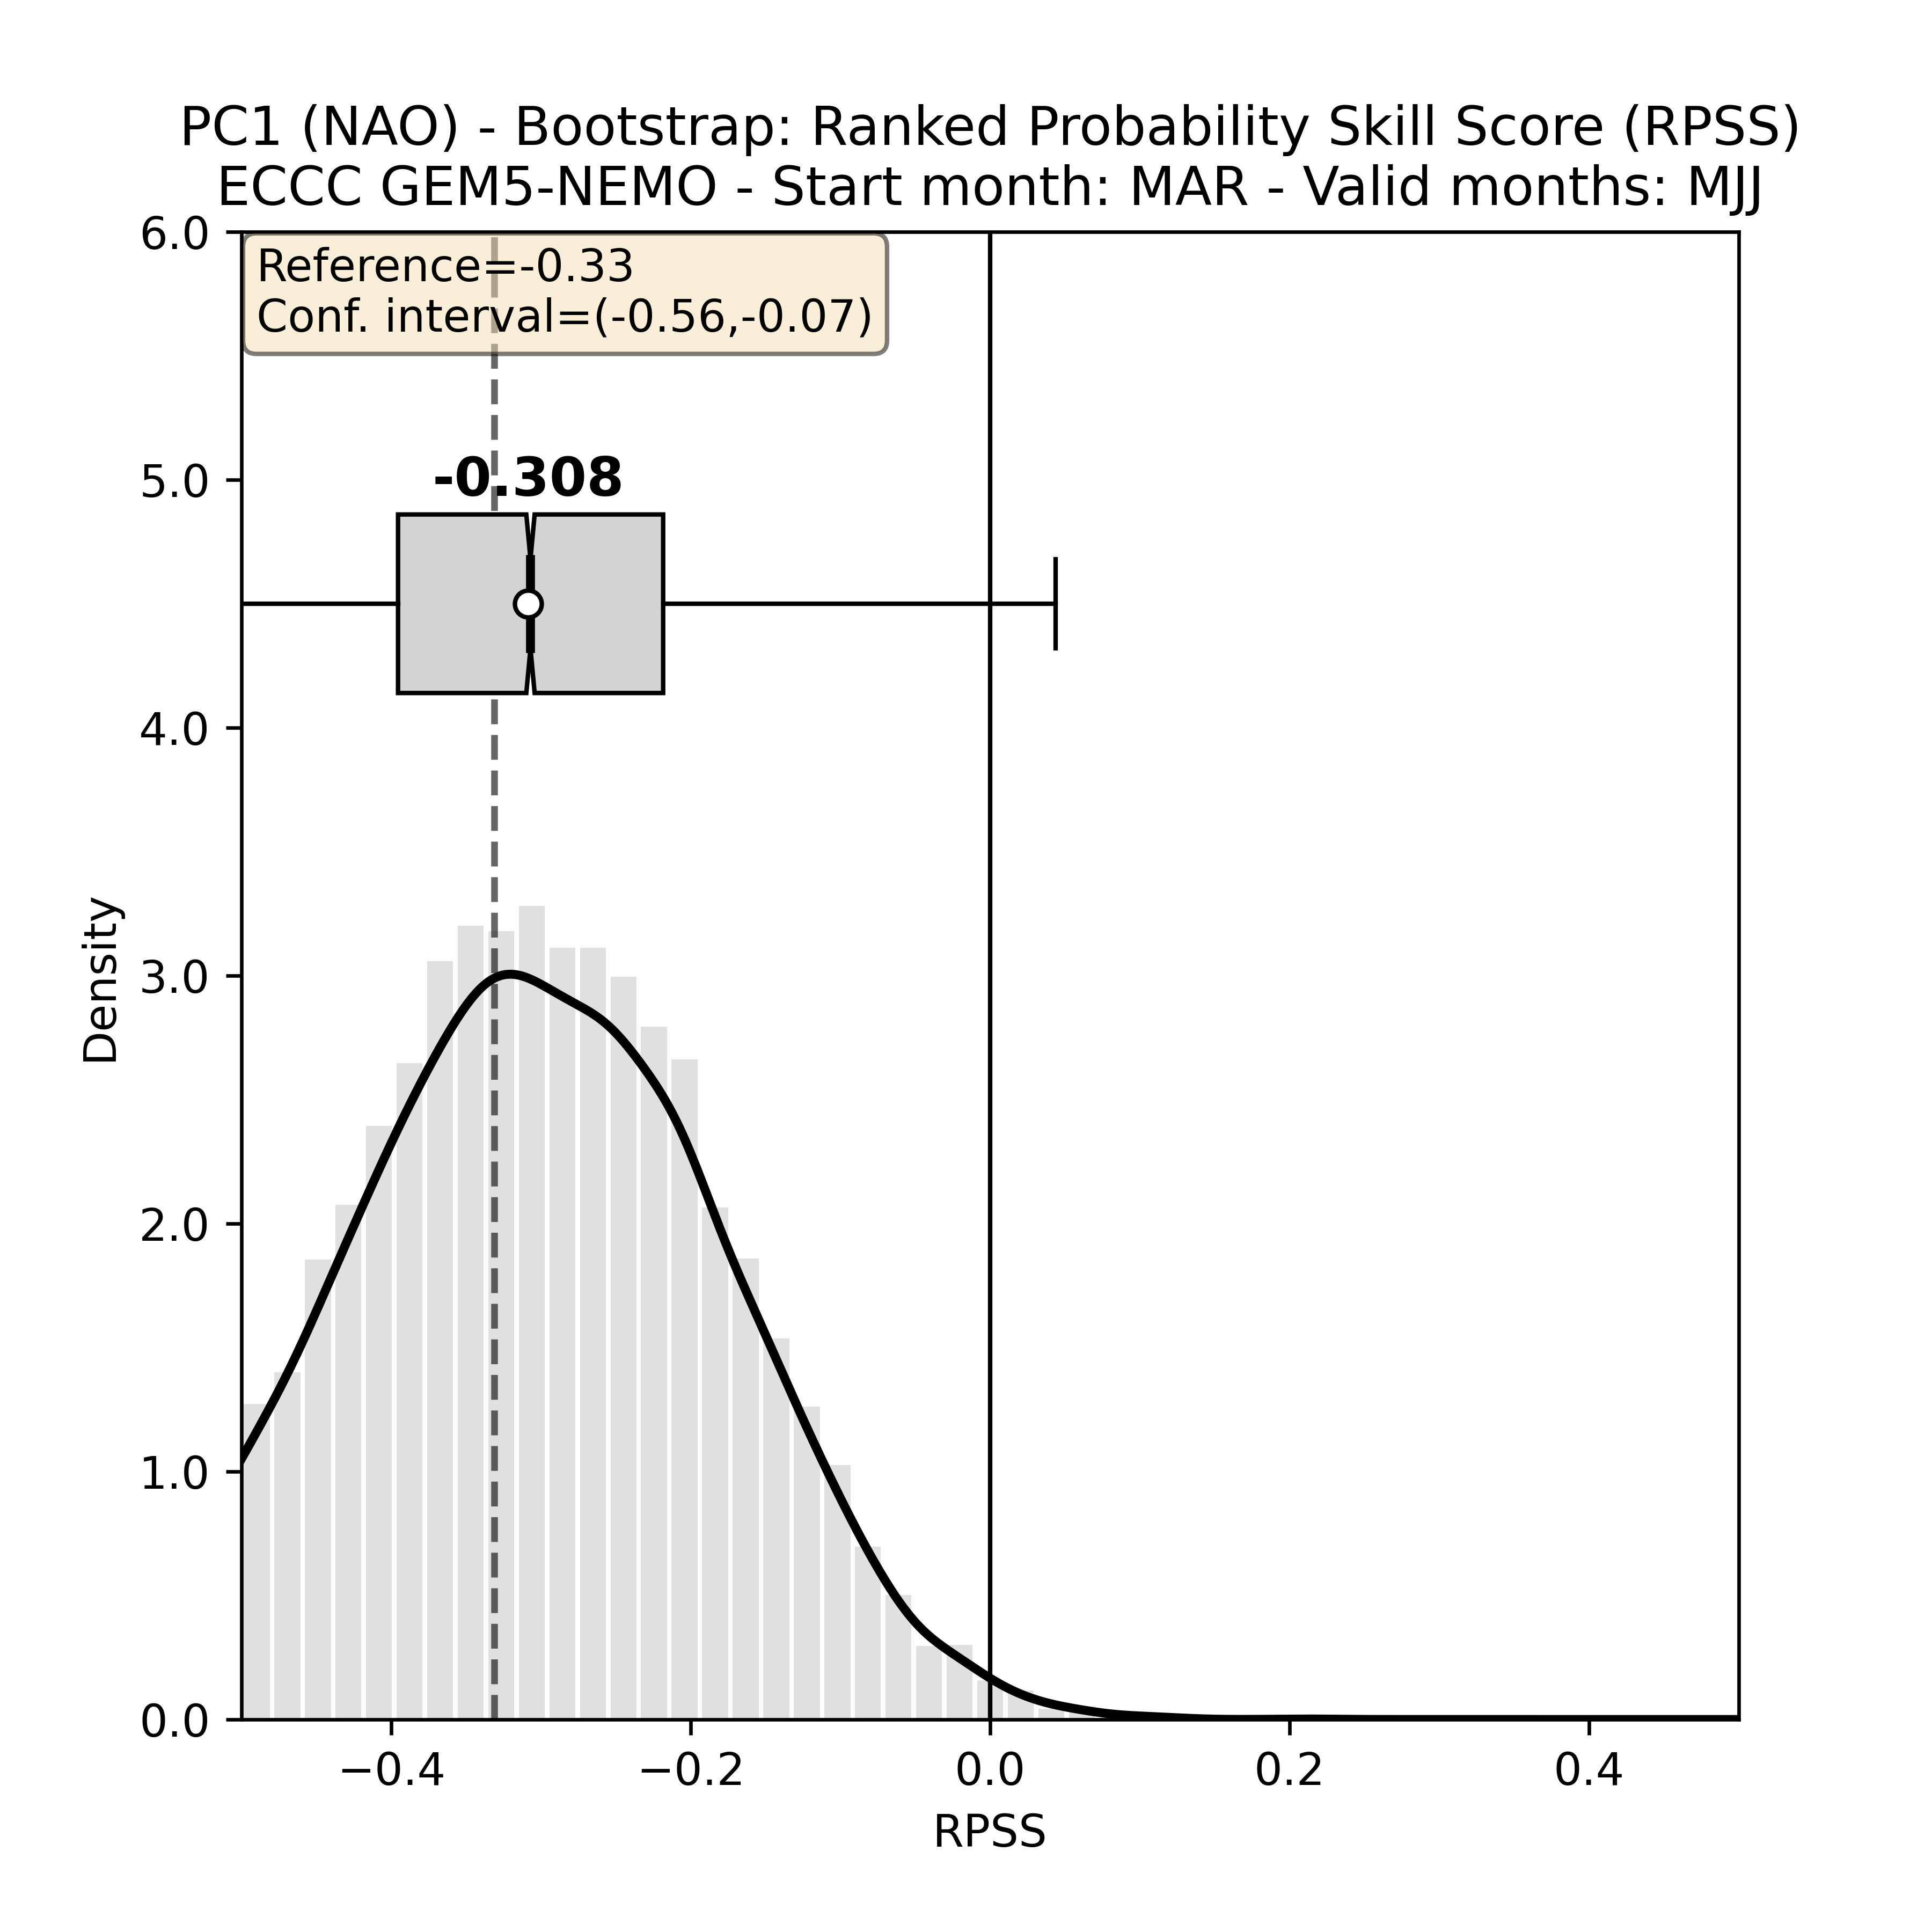 PC1 (NAO) - Bootstrap: Ranked Probability Skill Score (RPSS)
ECCC GEM5-NEMO - Start month: MAR - Valid months: MJJ
6.0
Reference=-0.33
Conf. interval=(-0.56,-0.07)
-0.308
5.0
4.0
3.0
2.0
1.0
0.0
Density
−0.4 −0.2 0.0 0.2 0.4
RPSS